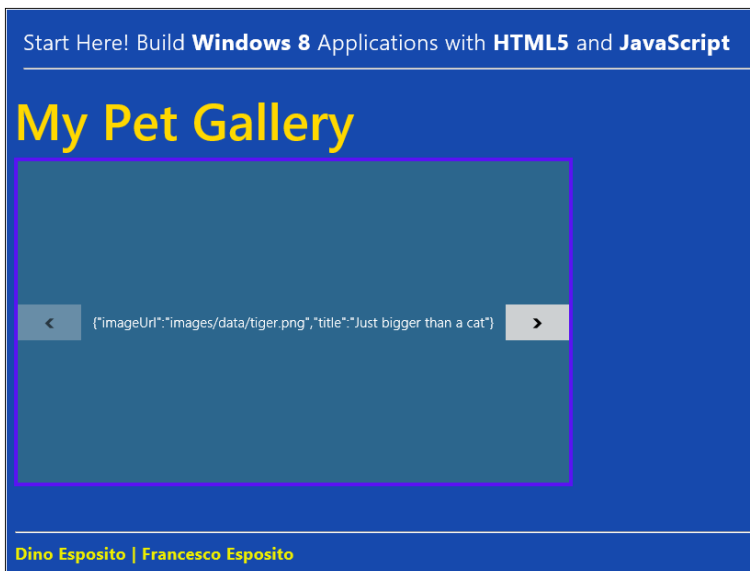 Start Here! Build Windows 8 Applications with HTML5 and JavaScript
My Pet Gallery
{"imageUrl":"images/data/tiger.png","title":"Just bigger than a cat"}
Dino Esposito | Francesco Esposito